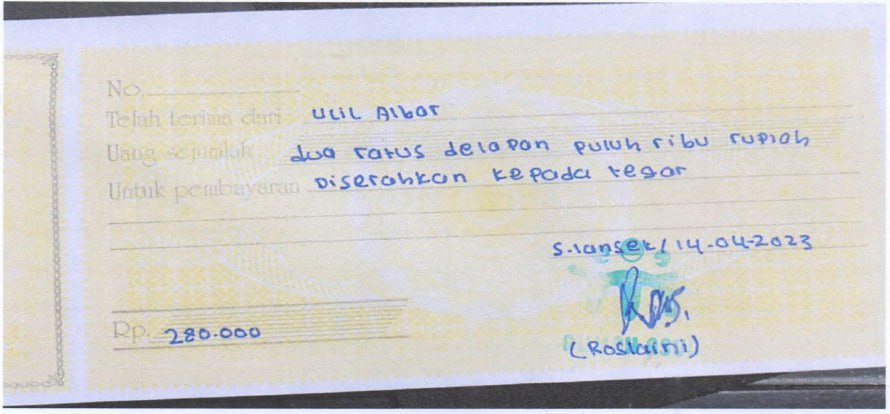 No.
Telah terima dari ULIL Albar
Uang sejumlah dua ratus delapan puluh ribu rupiah
Untuk pembayaran Diserahkan kepada tegar
S.lansek / 14-04-2023
Rp. 280.000
(Roslaini)